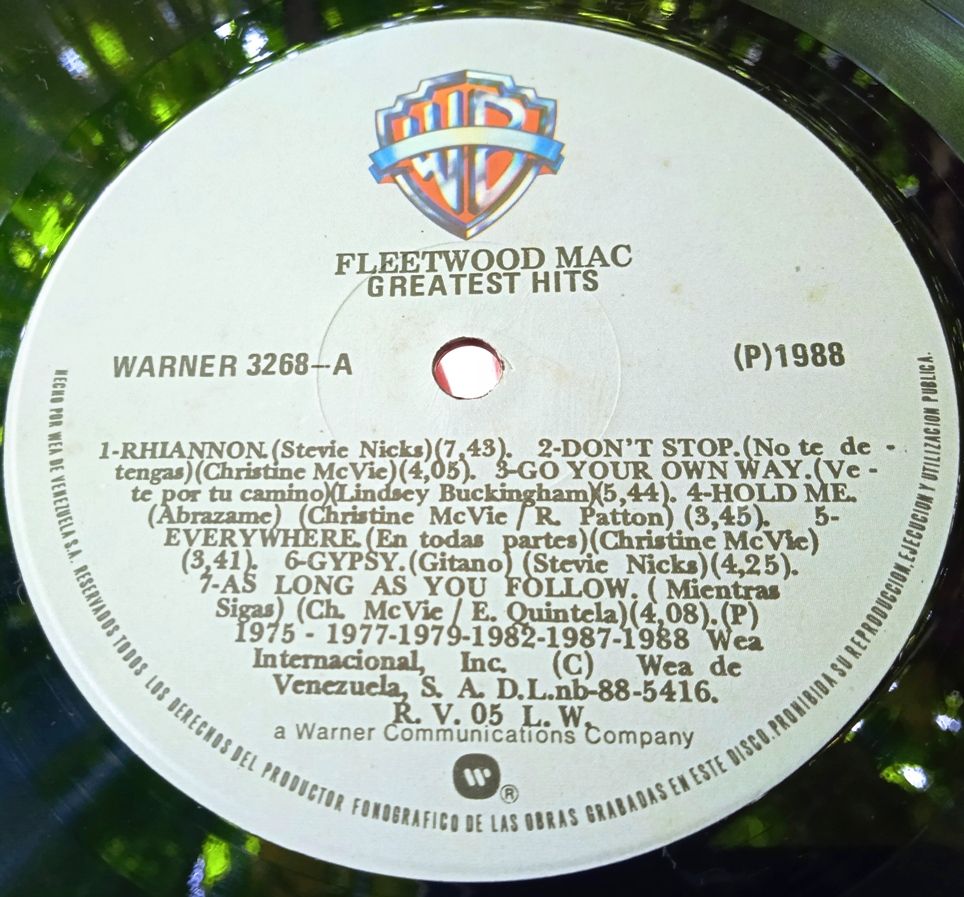 WB
FLEETWOOD MAC
GREATEST HITS
WARNER 3268-A
(P)1988
1-RHIANNON.(Stevie Nicks)(7,43). 2-DON'T STOP.(No te de -
tengas)(Christine McVie)(4,05). 3-GO YOUR OWN WAY.(Ve -
te por tu camino)(Lindsey Buckingham)(5,44). 4-HOLD ME.
(Abrazame) (Christine McVie / R. Patton) (3,45). 5-
EVERYWHERE.(En todas partes)(Christine McVie)
(3,41). 6-GYPSY.(Gitano) (Stevie Nicks)(4,25).
7-AS LONG AS YOU FOLLOW. ( Mientras
Sigas) (Ch. McVie / E. Quintela)(4,08).(P)
1975 - 1977-1979-1982-1987-1988 Wea
Internacional, Inc. (C) Wea de
Venezuela, S. A. D.L.nb-88-5416.
R. V. 05 L. W.
a Warner Communications Company
W ®
HECHO POR WEA DE VENEZUELA S.A. RESERVADOS TODOS LOS DERECHOS DEL PRODUCTOR FONOGRAFICO DE LAS OBRAS GRABADAS EN ESTE DISCO. PROHIBIDA SU REPRODUCCION, EJECUCION Y UTILIZACION PUBLICA.